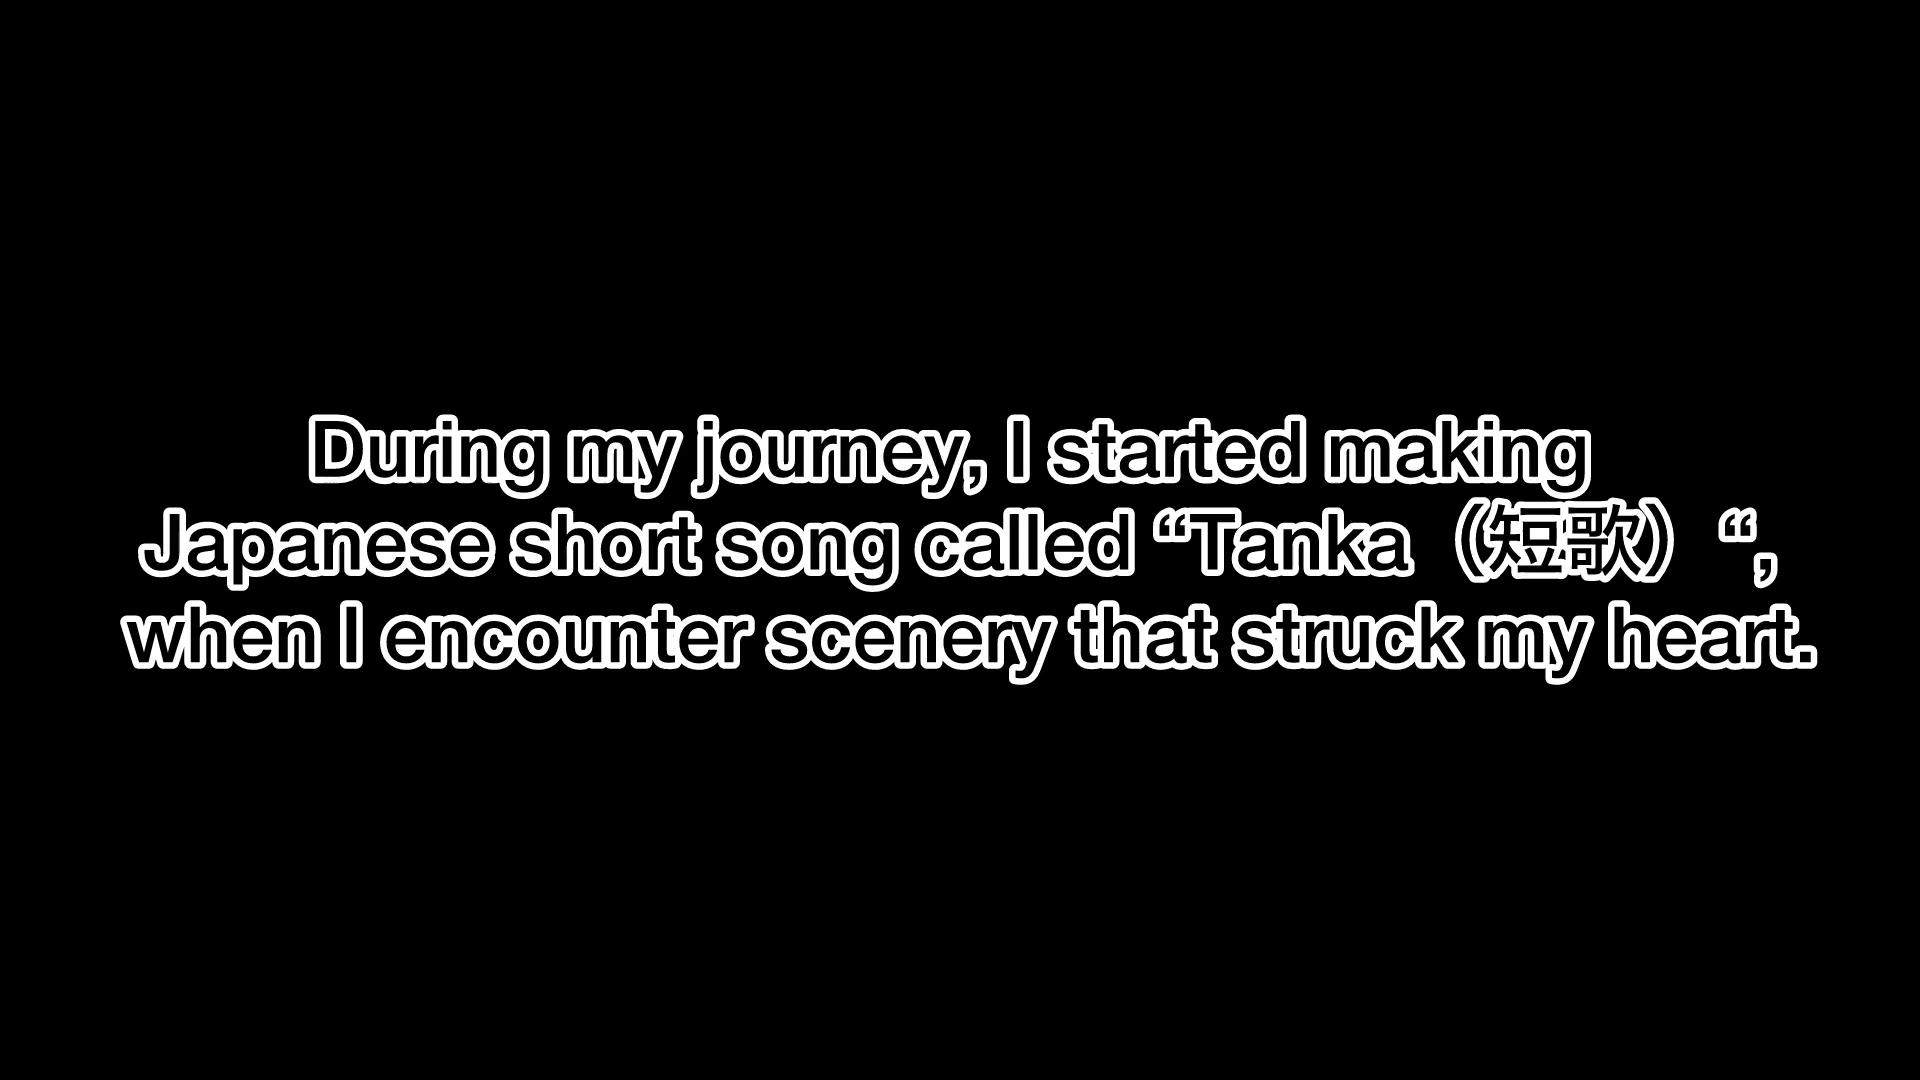 During my journey, I started making
Japanese short song called “Tanka（短歌）“,
when I encounter scenery that struck my heart.